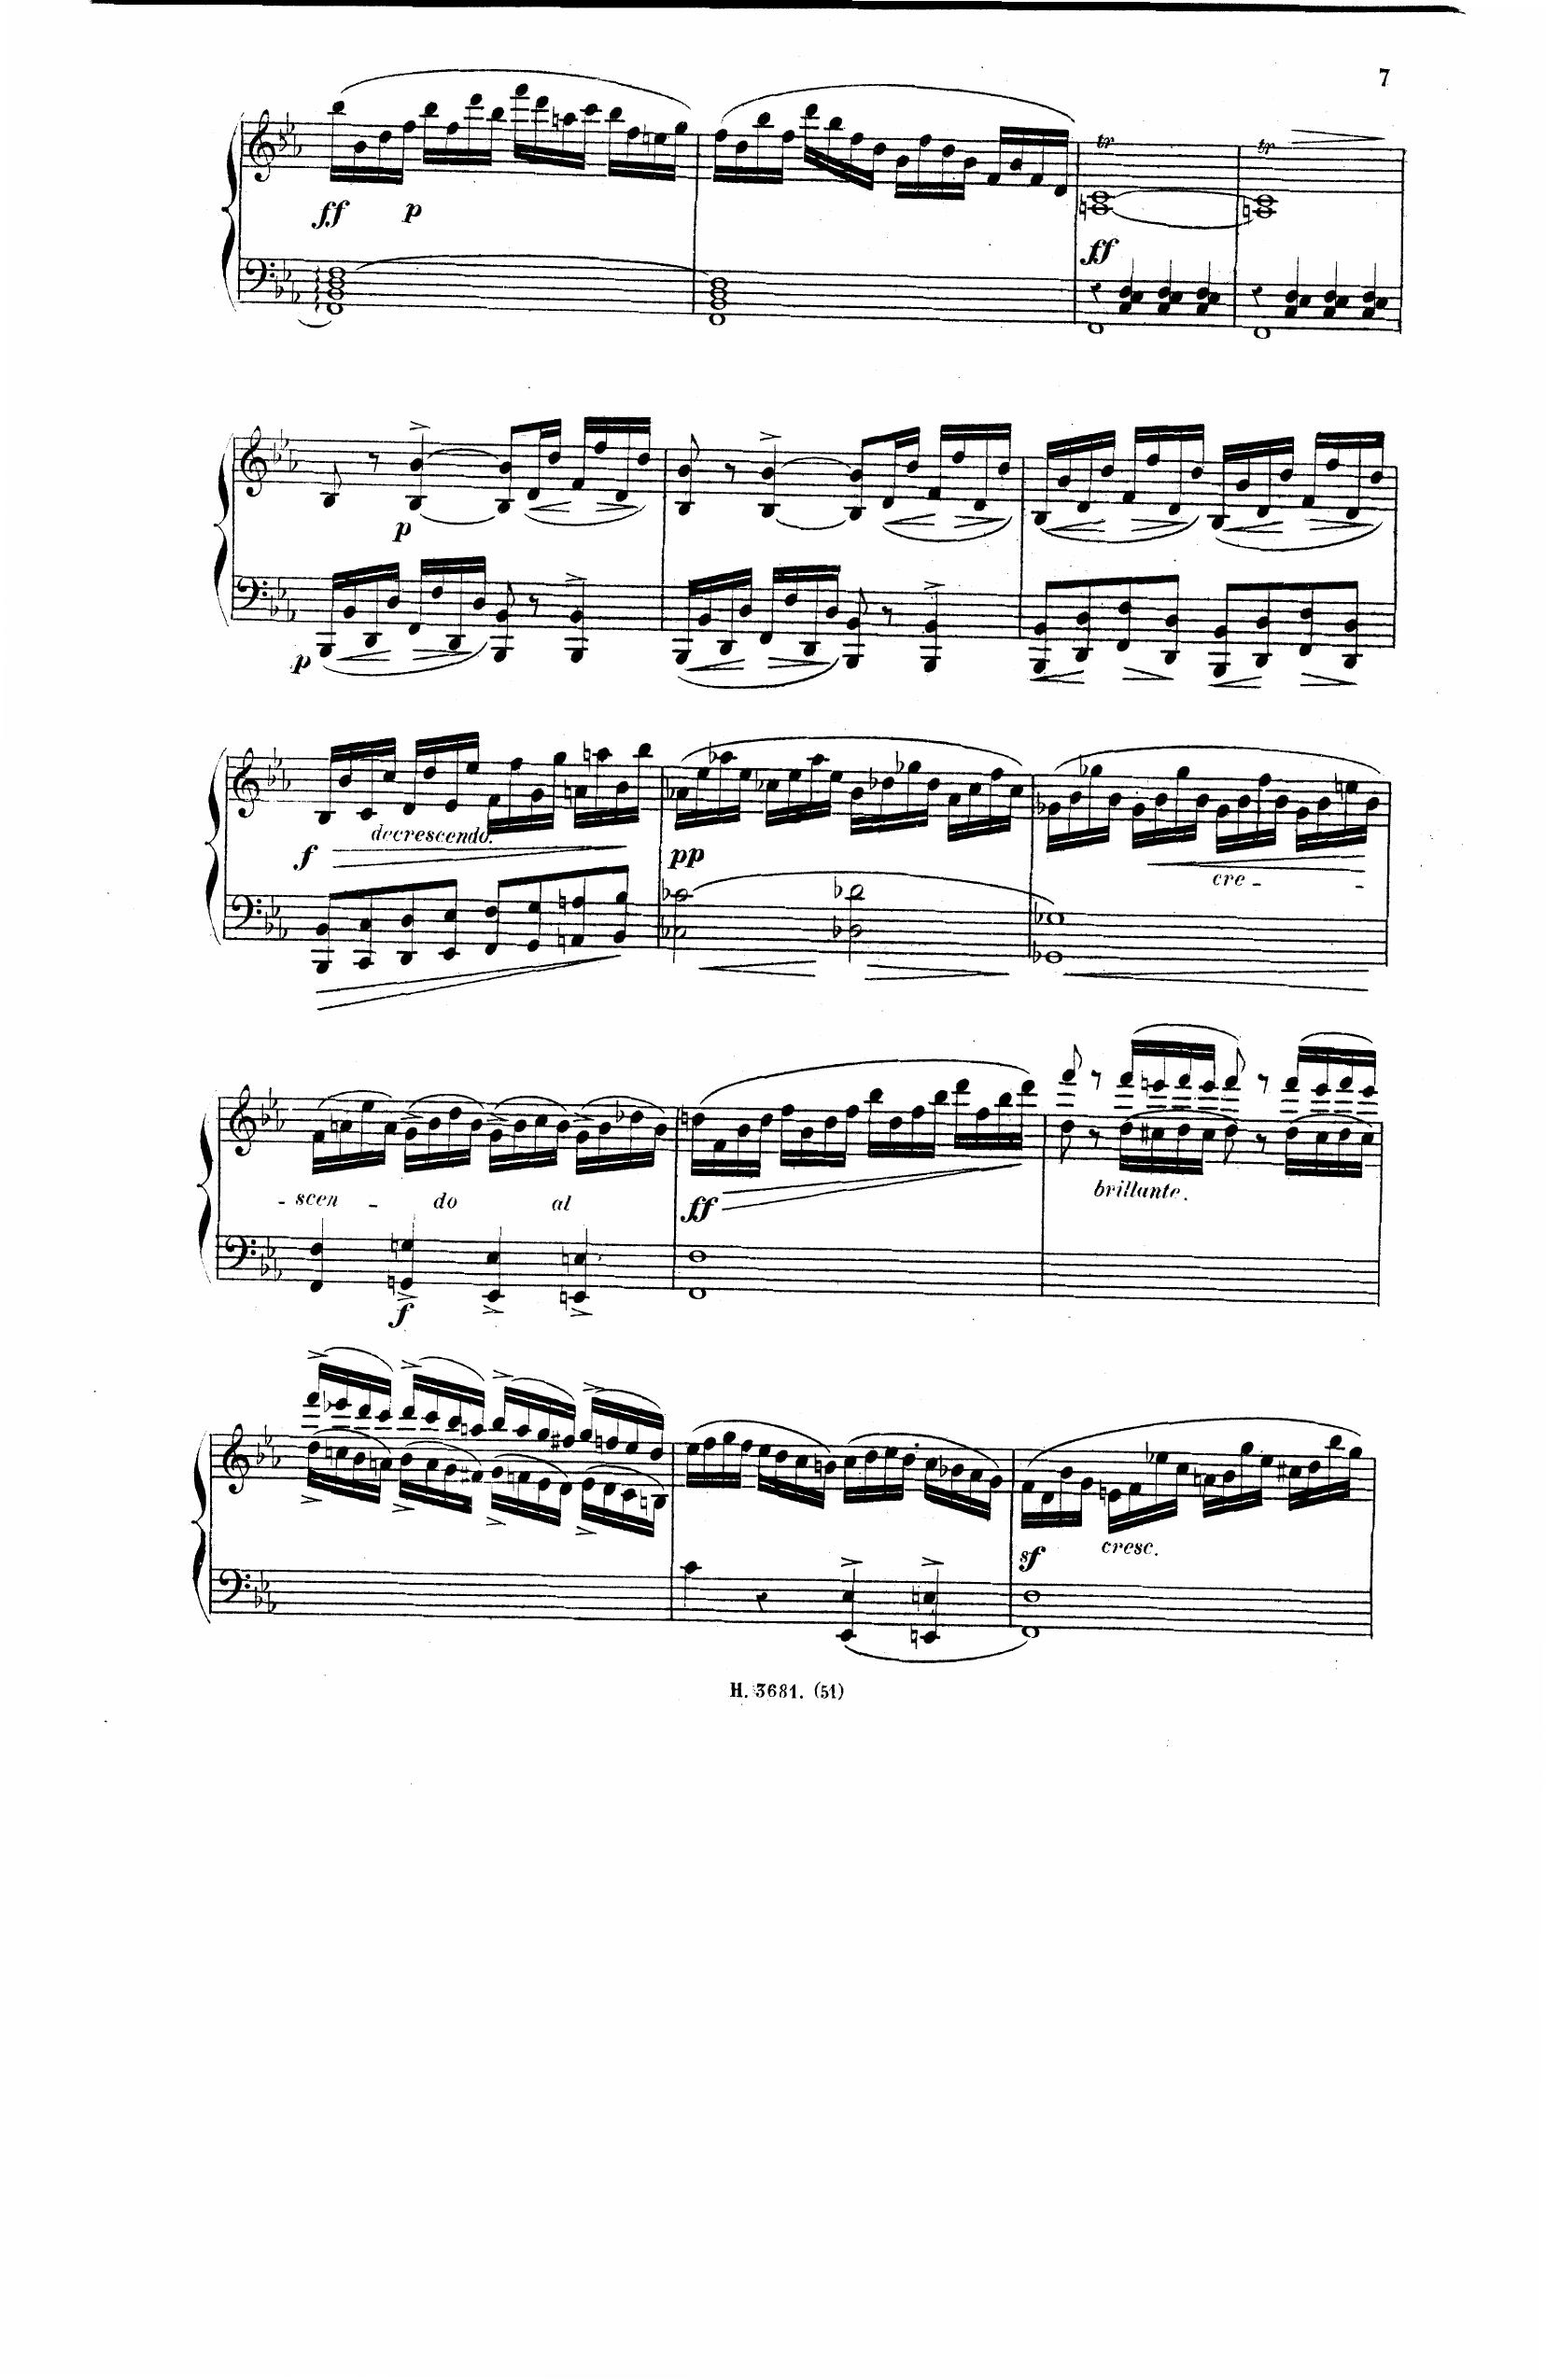 7
tr tr
ff p ff
p
p
decrescendo.
f pp
cre -
- scen - do al ff
brillante.
f
sf cresc.
H. 3681. (51)